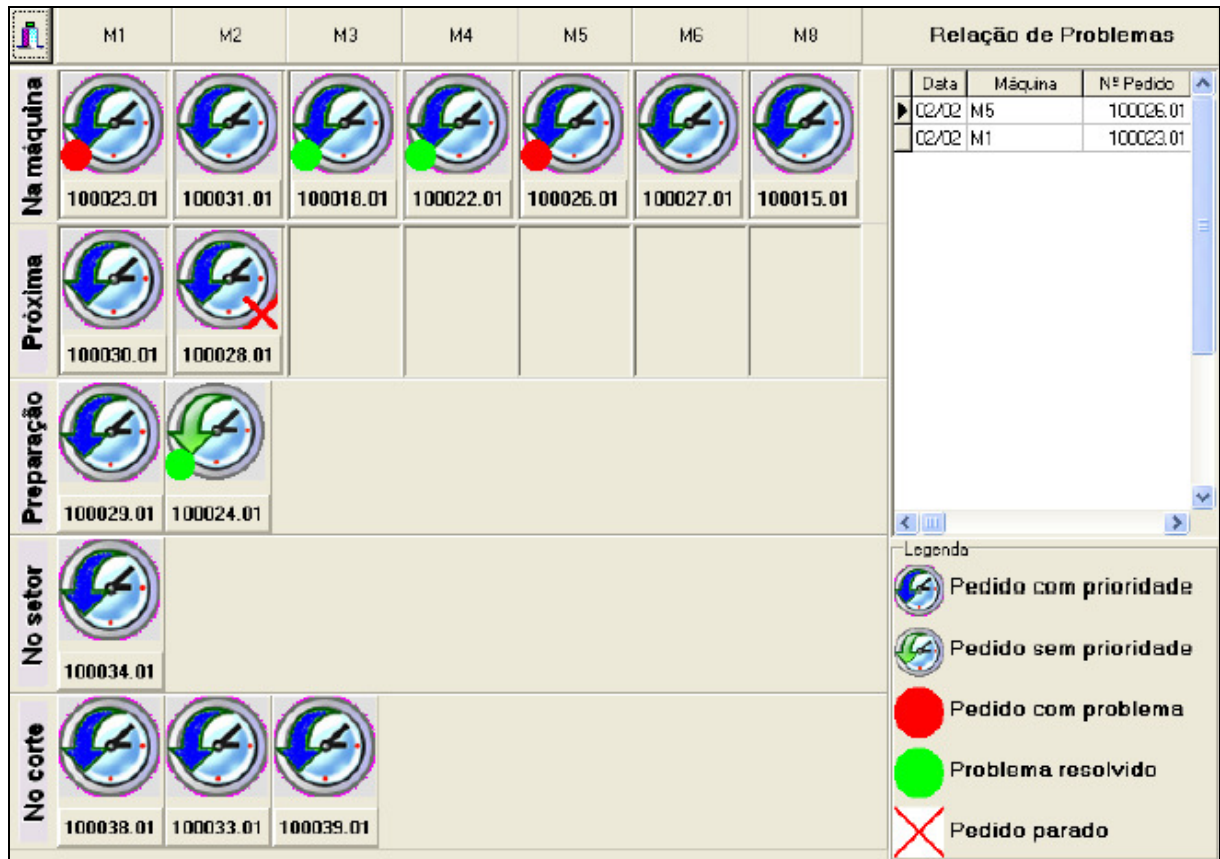 M1 M2 M3 M4 M5 M6 M8 Relação de Problemas
Data Máquina Nº Pedido
02/02 M5 100026.01
02/02 M1 100023.01
Na máquina
100023.01 100031.01 100018.01 100022.01 100026.01 100027.01 100015.01
Próxima
100030.01 100028.01
Preparação
100029.01 100024.01
No setor
100034.01
No corte
100038.01 100033.01 100039.01
Legenda
Pedido com prioridade
Pedido sem prioridade
Pedido com problema
Problema resolvido
Pedido parado